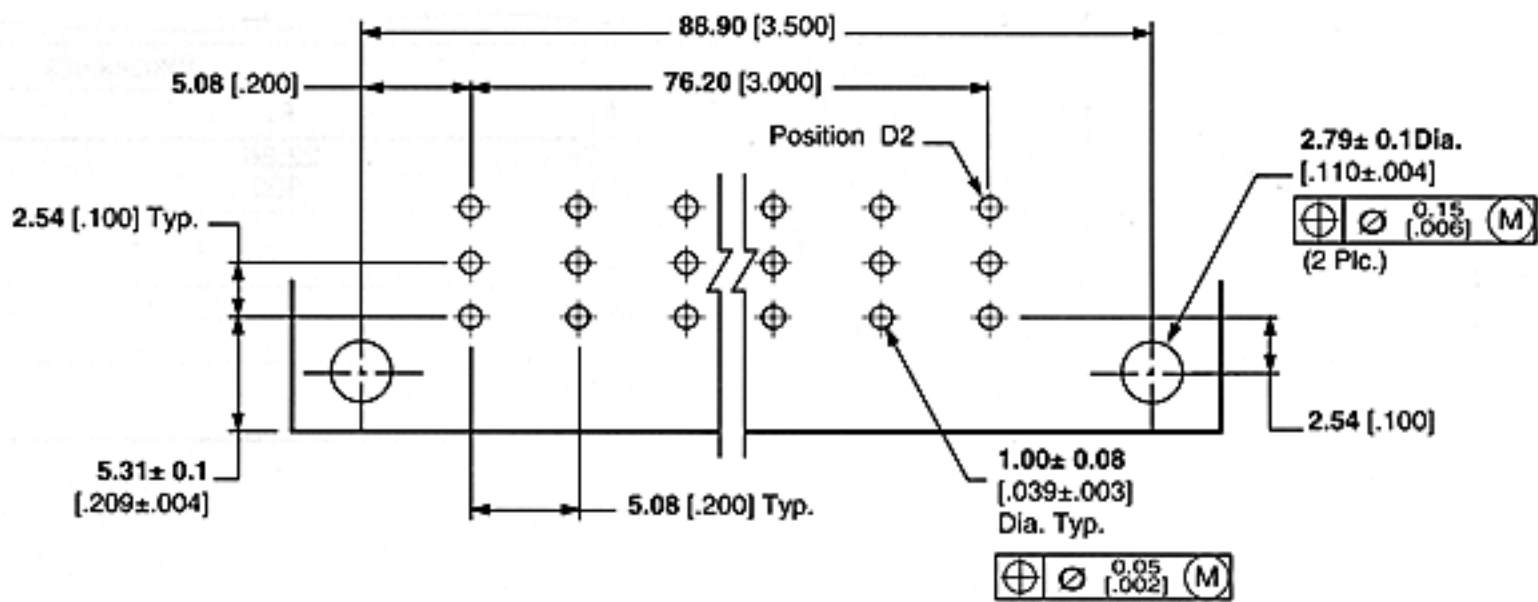 88.90 [3.500]
5.08 [.200]
76.20 [3.000]
Position D2
2.79± 0.1Dia.
[.110±.004]
⌖ ⌀ 0.15 Ⓜ
[.006]
(2 Plc.)
2.54 [.100] Typ.
2.54 [.100]
5.31± 0.1
[.209±.004]
5.08 [.200] Typ.
1.00± 0.08
[.039±.003]
Dia. Typ.
⌖ ⌀ 0.05 Ⓜ
[.002]